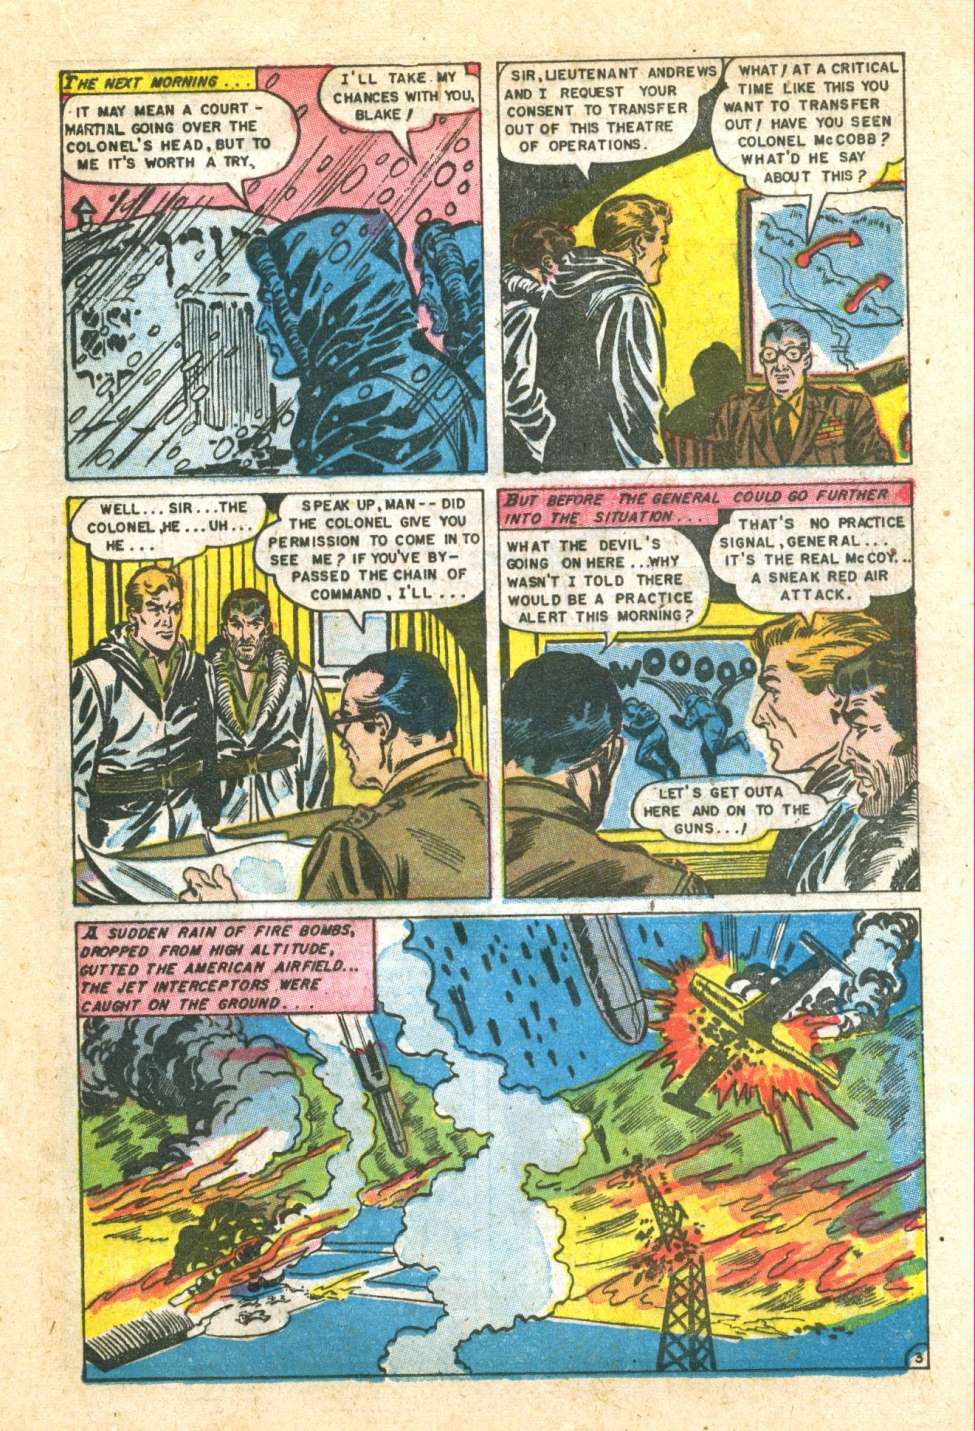 THE NEXT MORNING...
IT MAY MEAN A COURT-
MARTIAL GOING OVER THE
COLONEL'S HEAD, BUT TO
ME IT'S WORTH A TRY.
I'LL TAKE MY
CHANCES WITH YOU,
BLAKE!
SIR, LIEUTENANT ANDREWS
AND I REQUEST YOUR
CONSENT TO TRANSFER
OUT OF THIS THEATRE
OF OPERATIONS.
WHAT! AT A CRITICAL
TIME LIKE THIS YOU
WANT TO TRANSFER
OUT! HAVE YOU SEEN
COLONEL McCOBB?
WHAT'D HE SAY
ABOUT THIS?
WELL...SIR...THE
COLONEL, HE...UH...
HE...
SPEAK UP, MAN--DID
THE COLONEL GIVE YOU
PERMISSION TO COME IN TO
SEE ME? IF YOU'VE BY-
PASSED THE CHAIN OF
COMMAND, I'LL...
BUT BEFORE THE GENERAL COULD GO FURTHER
INTO THE SITUATION...
WHAT THE DEVIL'S
GOING ON HERE...WHY
WASN'T I TOLD THERE
WOULD BE A PRACTICE
ALERT THIS MORNING?
THAT'S NO PRACTICE
SIGNAL, GENERAL...
IT'S THE REAL McCOY...
A SNEAK RED AIR
ATTACK.
WOOOOO
LET'S GET OUTA
HERE AND ON TO THE
GUNS...!
A SUDDEN RAIN OF FIRE BOMBS,
DROPPED FROM HIGH ALTITUDE,
GUTTED THE AMERICAN AIRFIELD...
THE JET INTERCEPTORS WERE
CAUGHT ON THE GROUND...
3